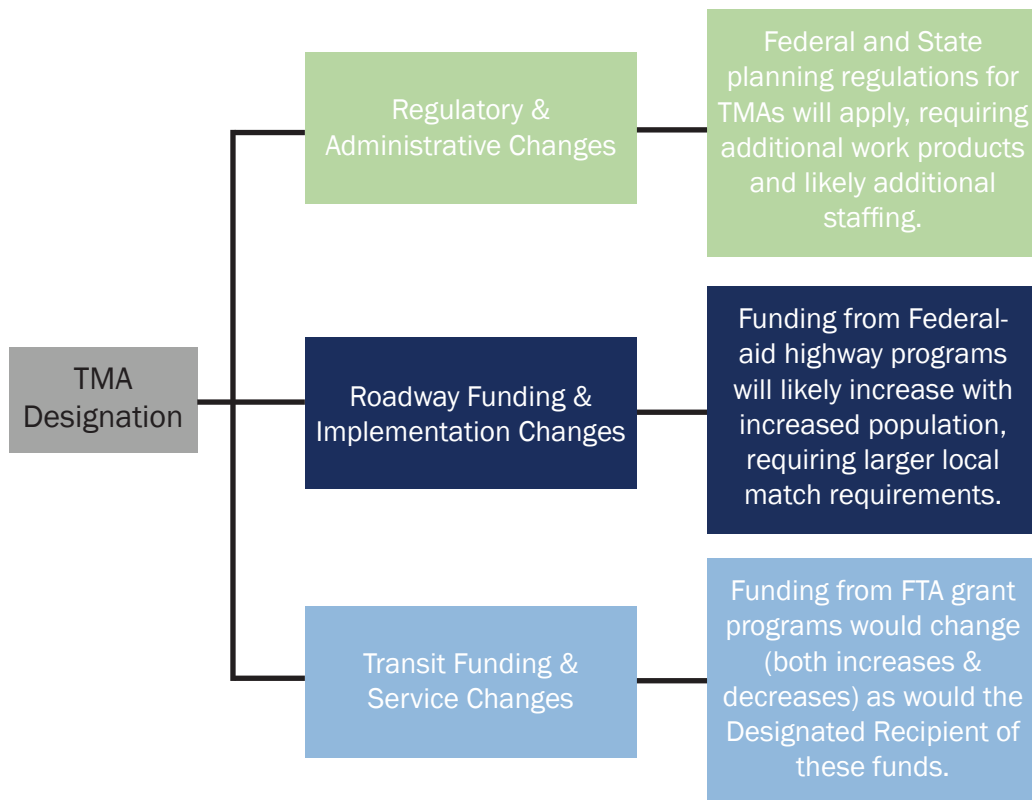 TMA
Designation
Regulatory &
Administrative Changes
Federal and State
planning regulations for
TMAs will apply, requiring
additional work products
and likely additional
staffing.
Roadway Funding &
Implementation Changes
Funding from Federal-
aid highway programs
will likely increase with
increased population,
requiring larger local
match requirements.
Transit Funding &
Service Changes
Funding from FTA grant
programs would change
(both increases &
decreases) as would the
Designated Recipient of
these funds.